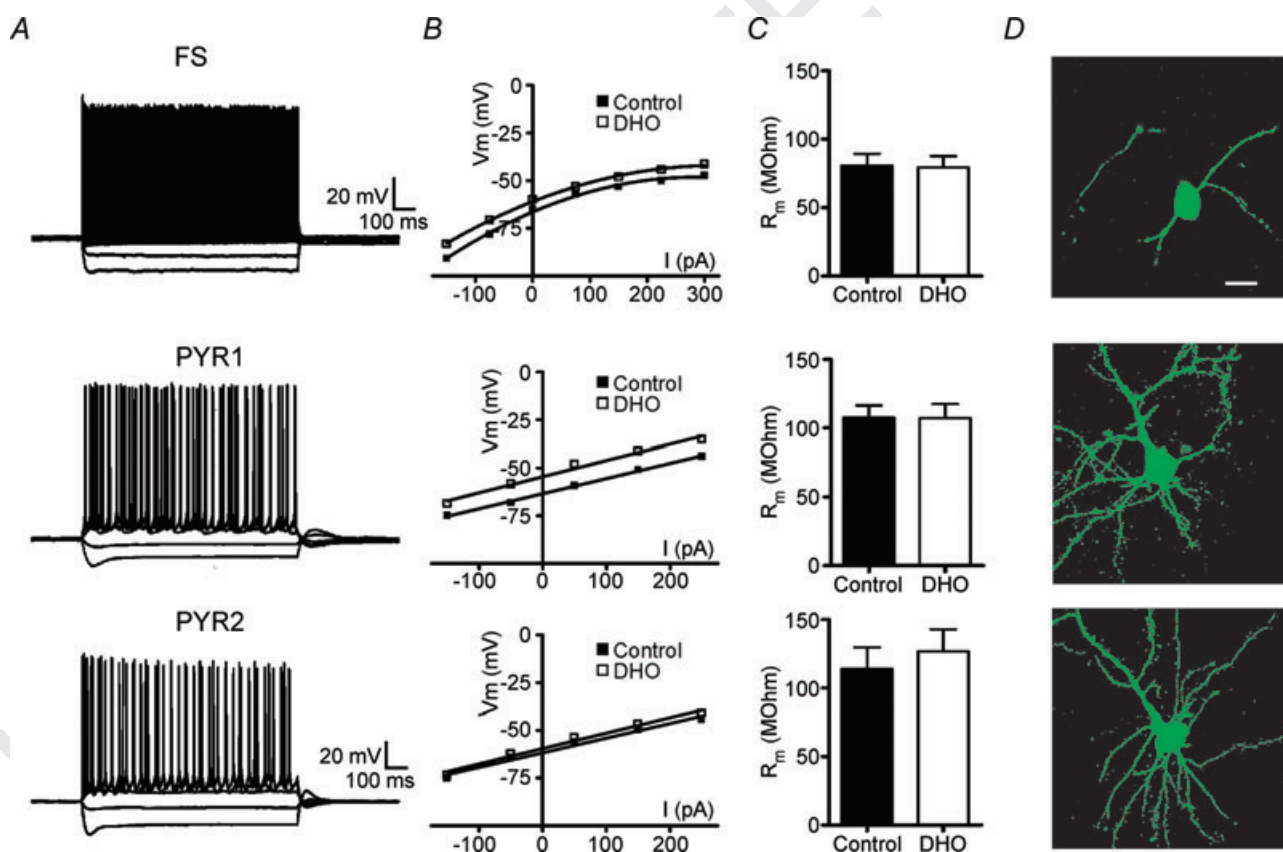 A
B
C
D
FS
20 mV
100 ms
Vm (mV)
0
-25
-50
-75
Control
DHO
I (pA)
-100 0 100 200 300
Rm (MOhm)
150
100
50
0
Control DHO
PYR1
Vm (mV)
0
-25
-50
-75
Control
DHO
I (pA)
-100 0 100 200
Rm (MOhm)
150
100
50
0
Control DHO
PYR2
20 mV
100 ms
Vm (mV)
0
-25
-50
-75
Control
DHO
I (pA)
-100 0 100 200
Rm (MOhm)
150
100
50
0
Control DHO